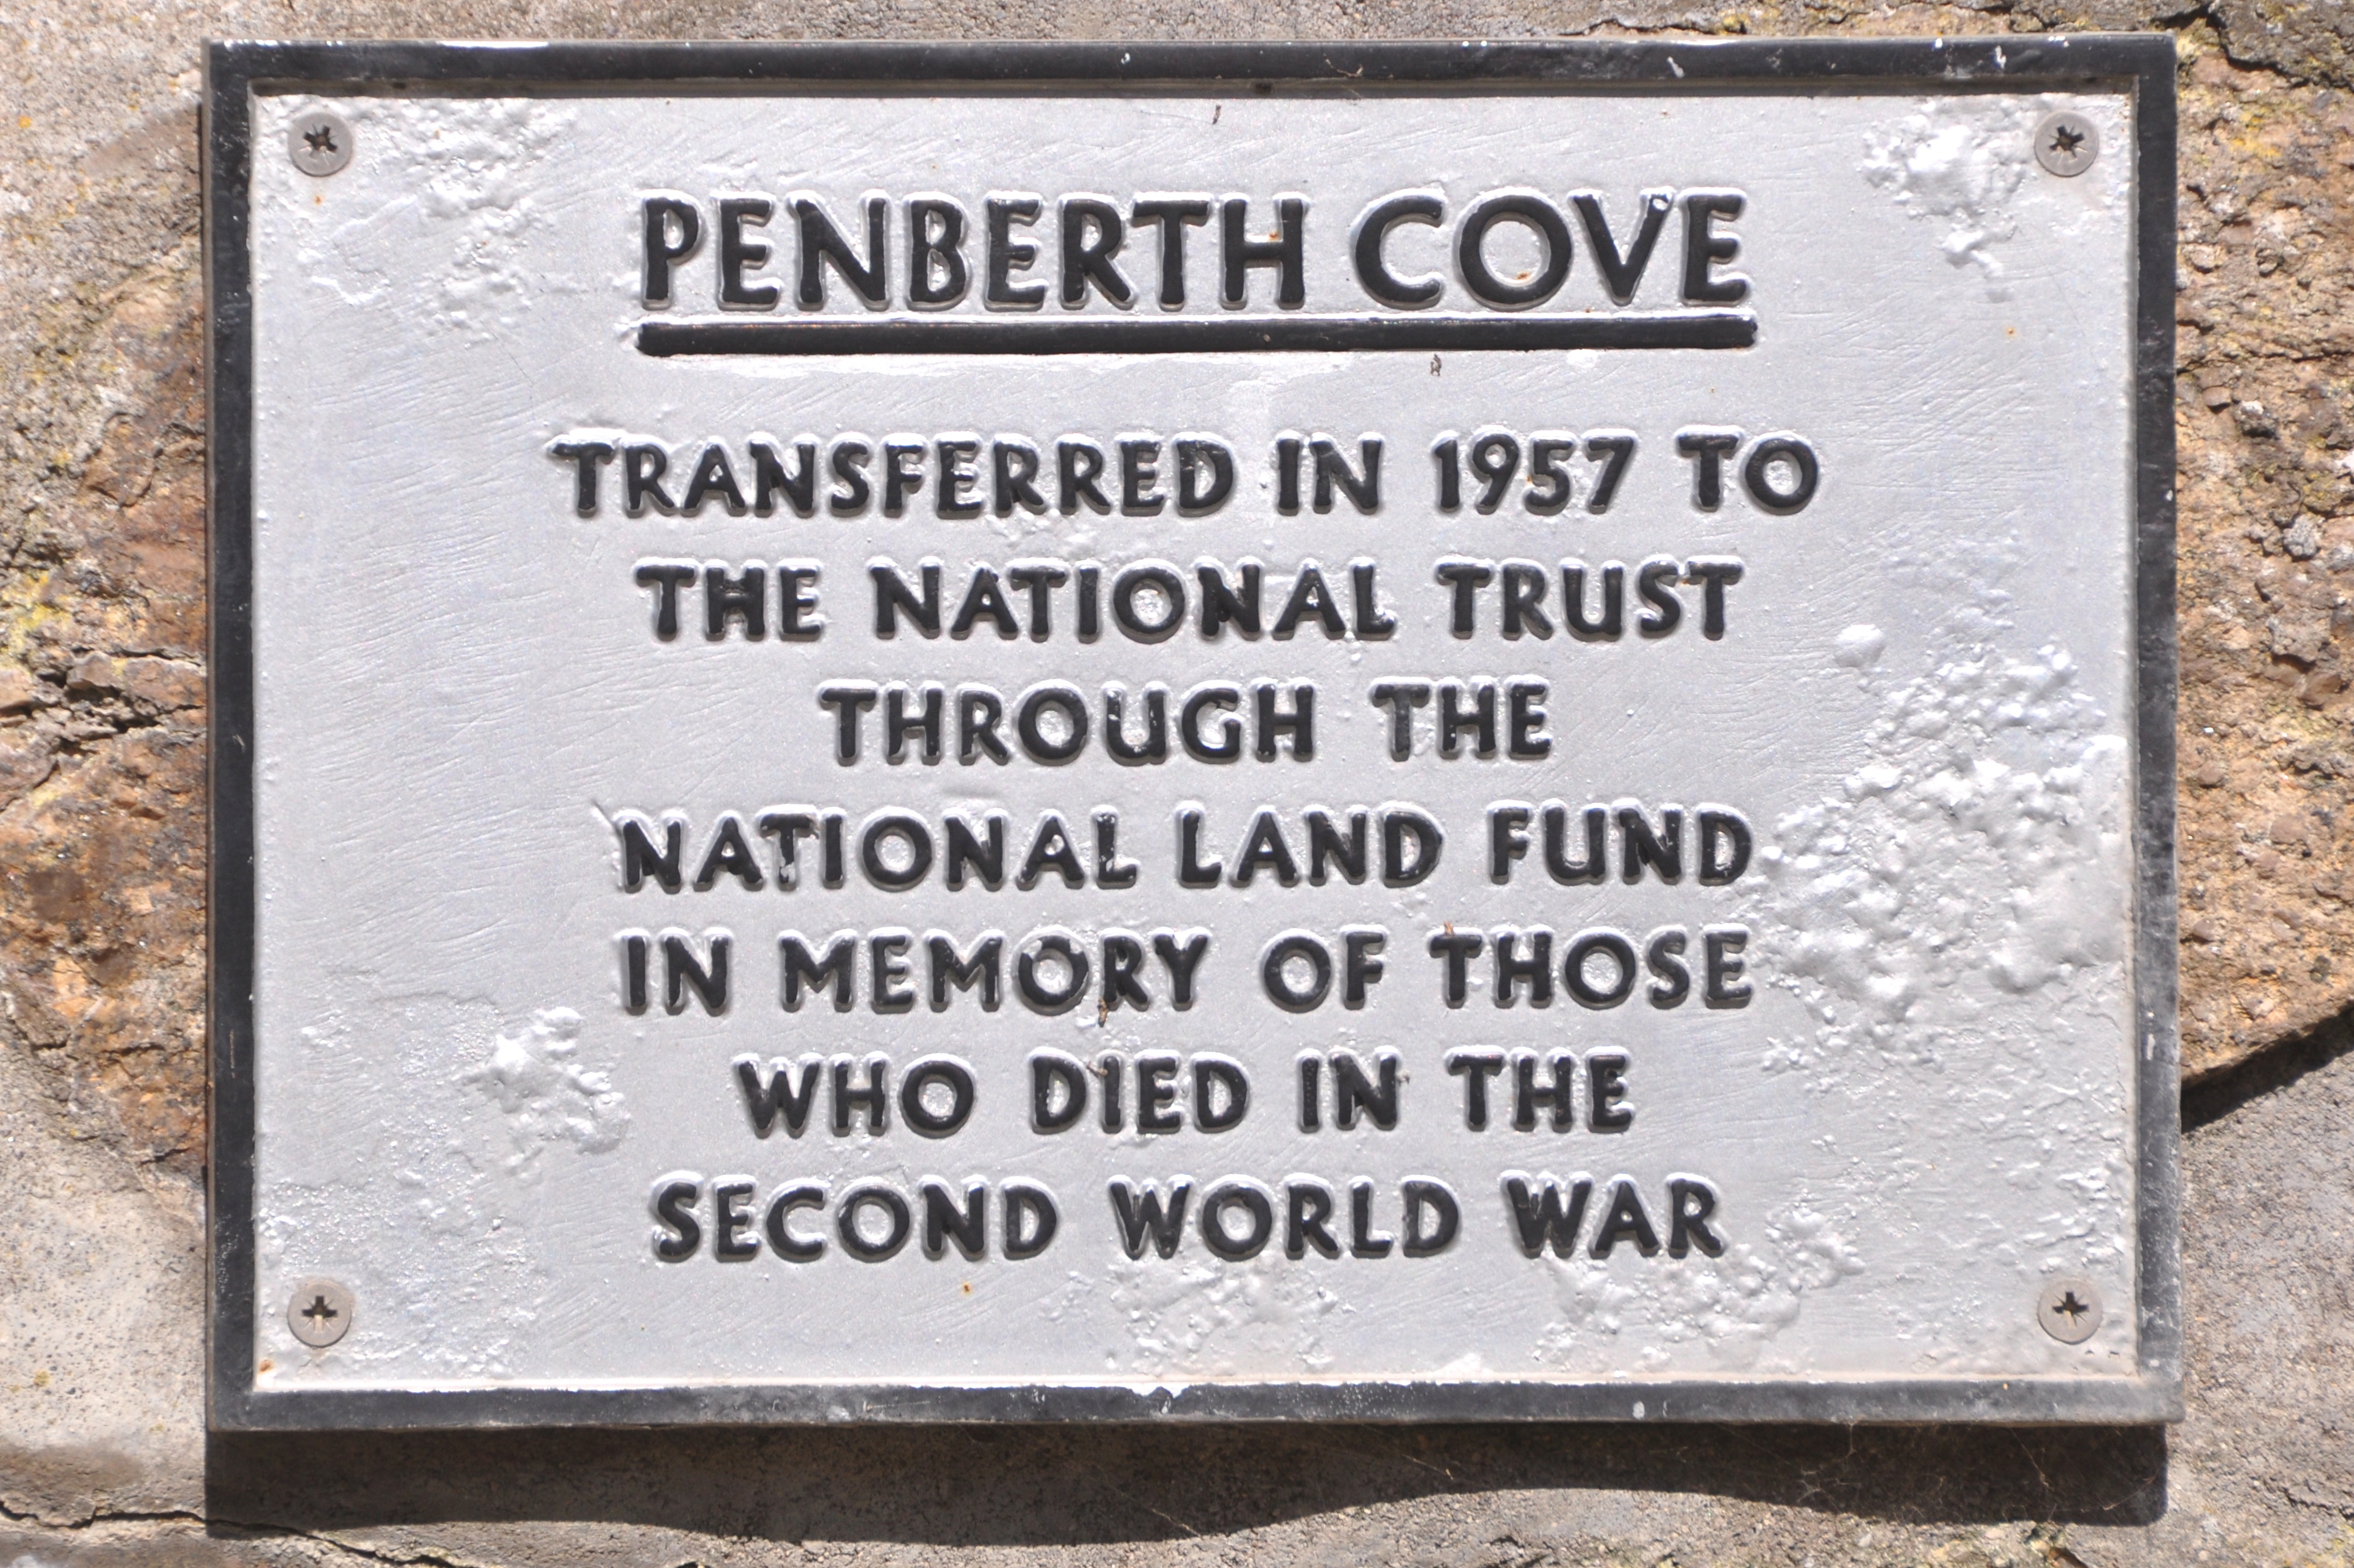 PENBERTH COVE
TRANSFERRED IN 1957 TO
THE NATIONAL TRUST
THROUGH THE
NATIONAL LAND FUND
IN MEMORY OF THOSE
WHO DIED IN THE
SECOND WORLD WAR